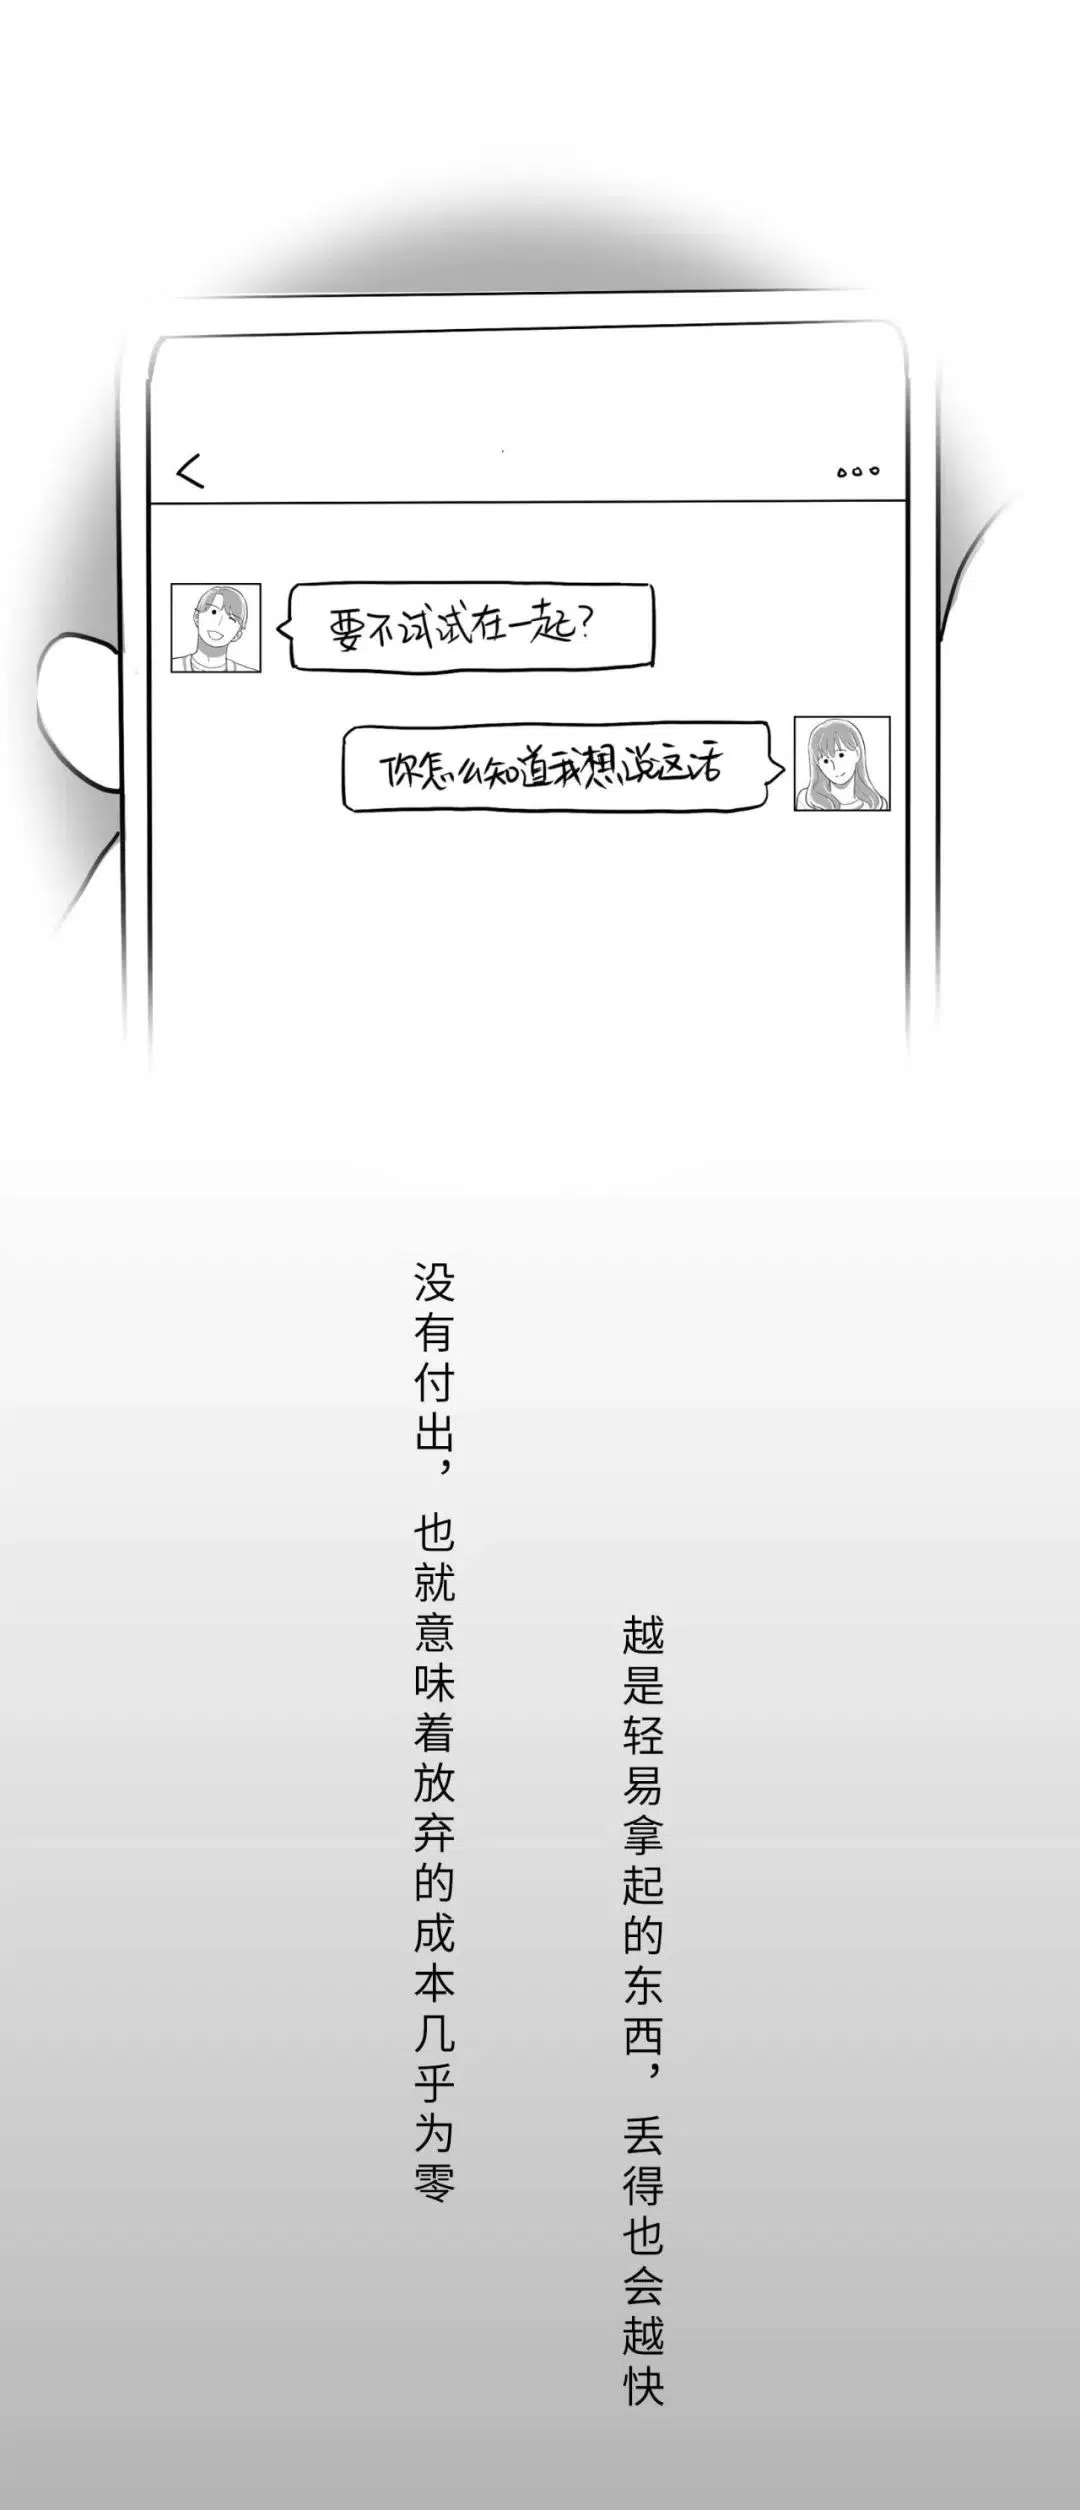 要不试试在一起?
你怎么知道我想说这话
没有付出，也就意味着放弃的成本几乎为零
越是轻易拿起的东西，丢得也会越快